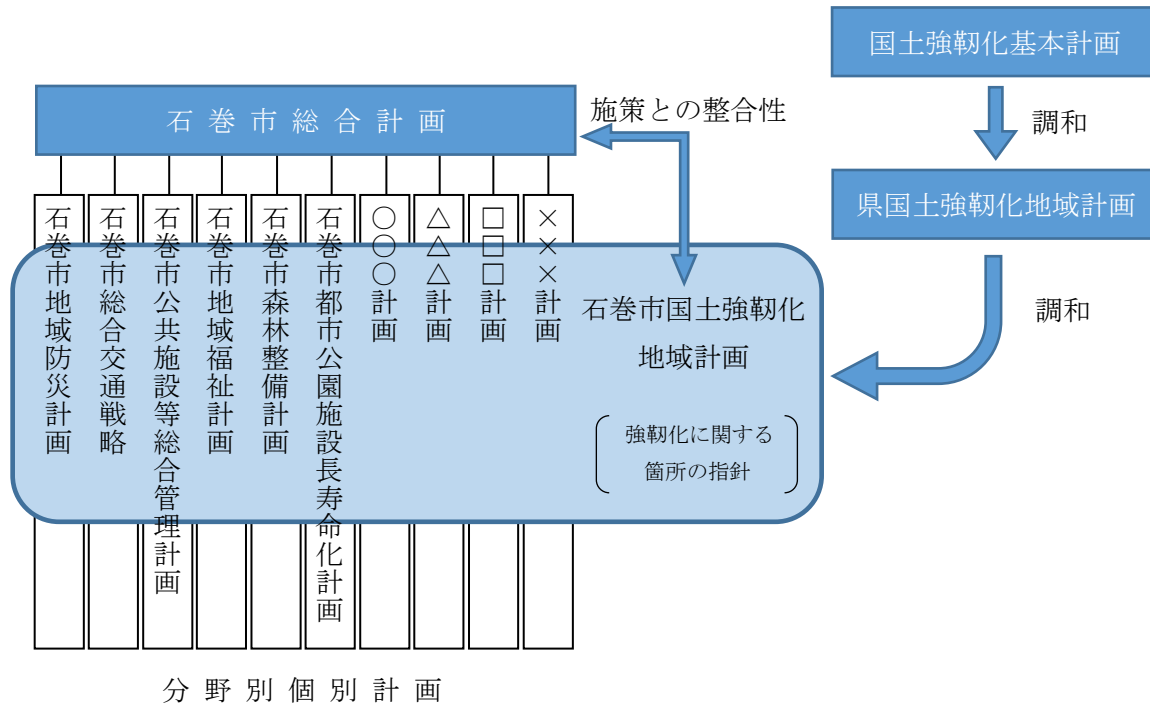 国土強靱化基本計画
石巻市総合計画
施策との整合性
調和
県国土強靱化地域計画
石巻市地域防災計画
石巻市総合交通戦略
石巻市公共施設等総合管理計画
石巻市地域福祉計画
石巻市森林整備計画
石巻市都市公園施設長寿命化計画
○○○計画
△△△計画
□□□計画
×××計画
石巻市国土強靱化
地域計画
調和
強靱化に関する
箇所の指針
分野別個別計画